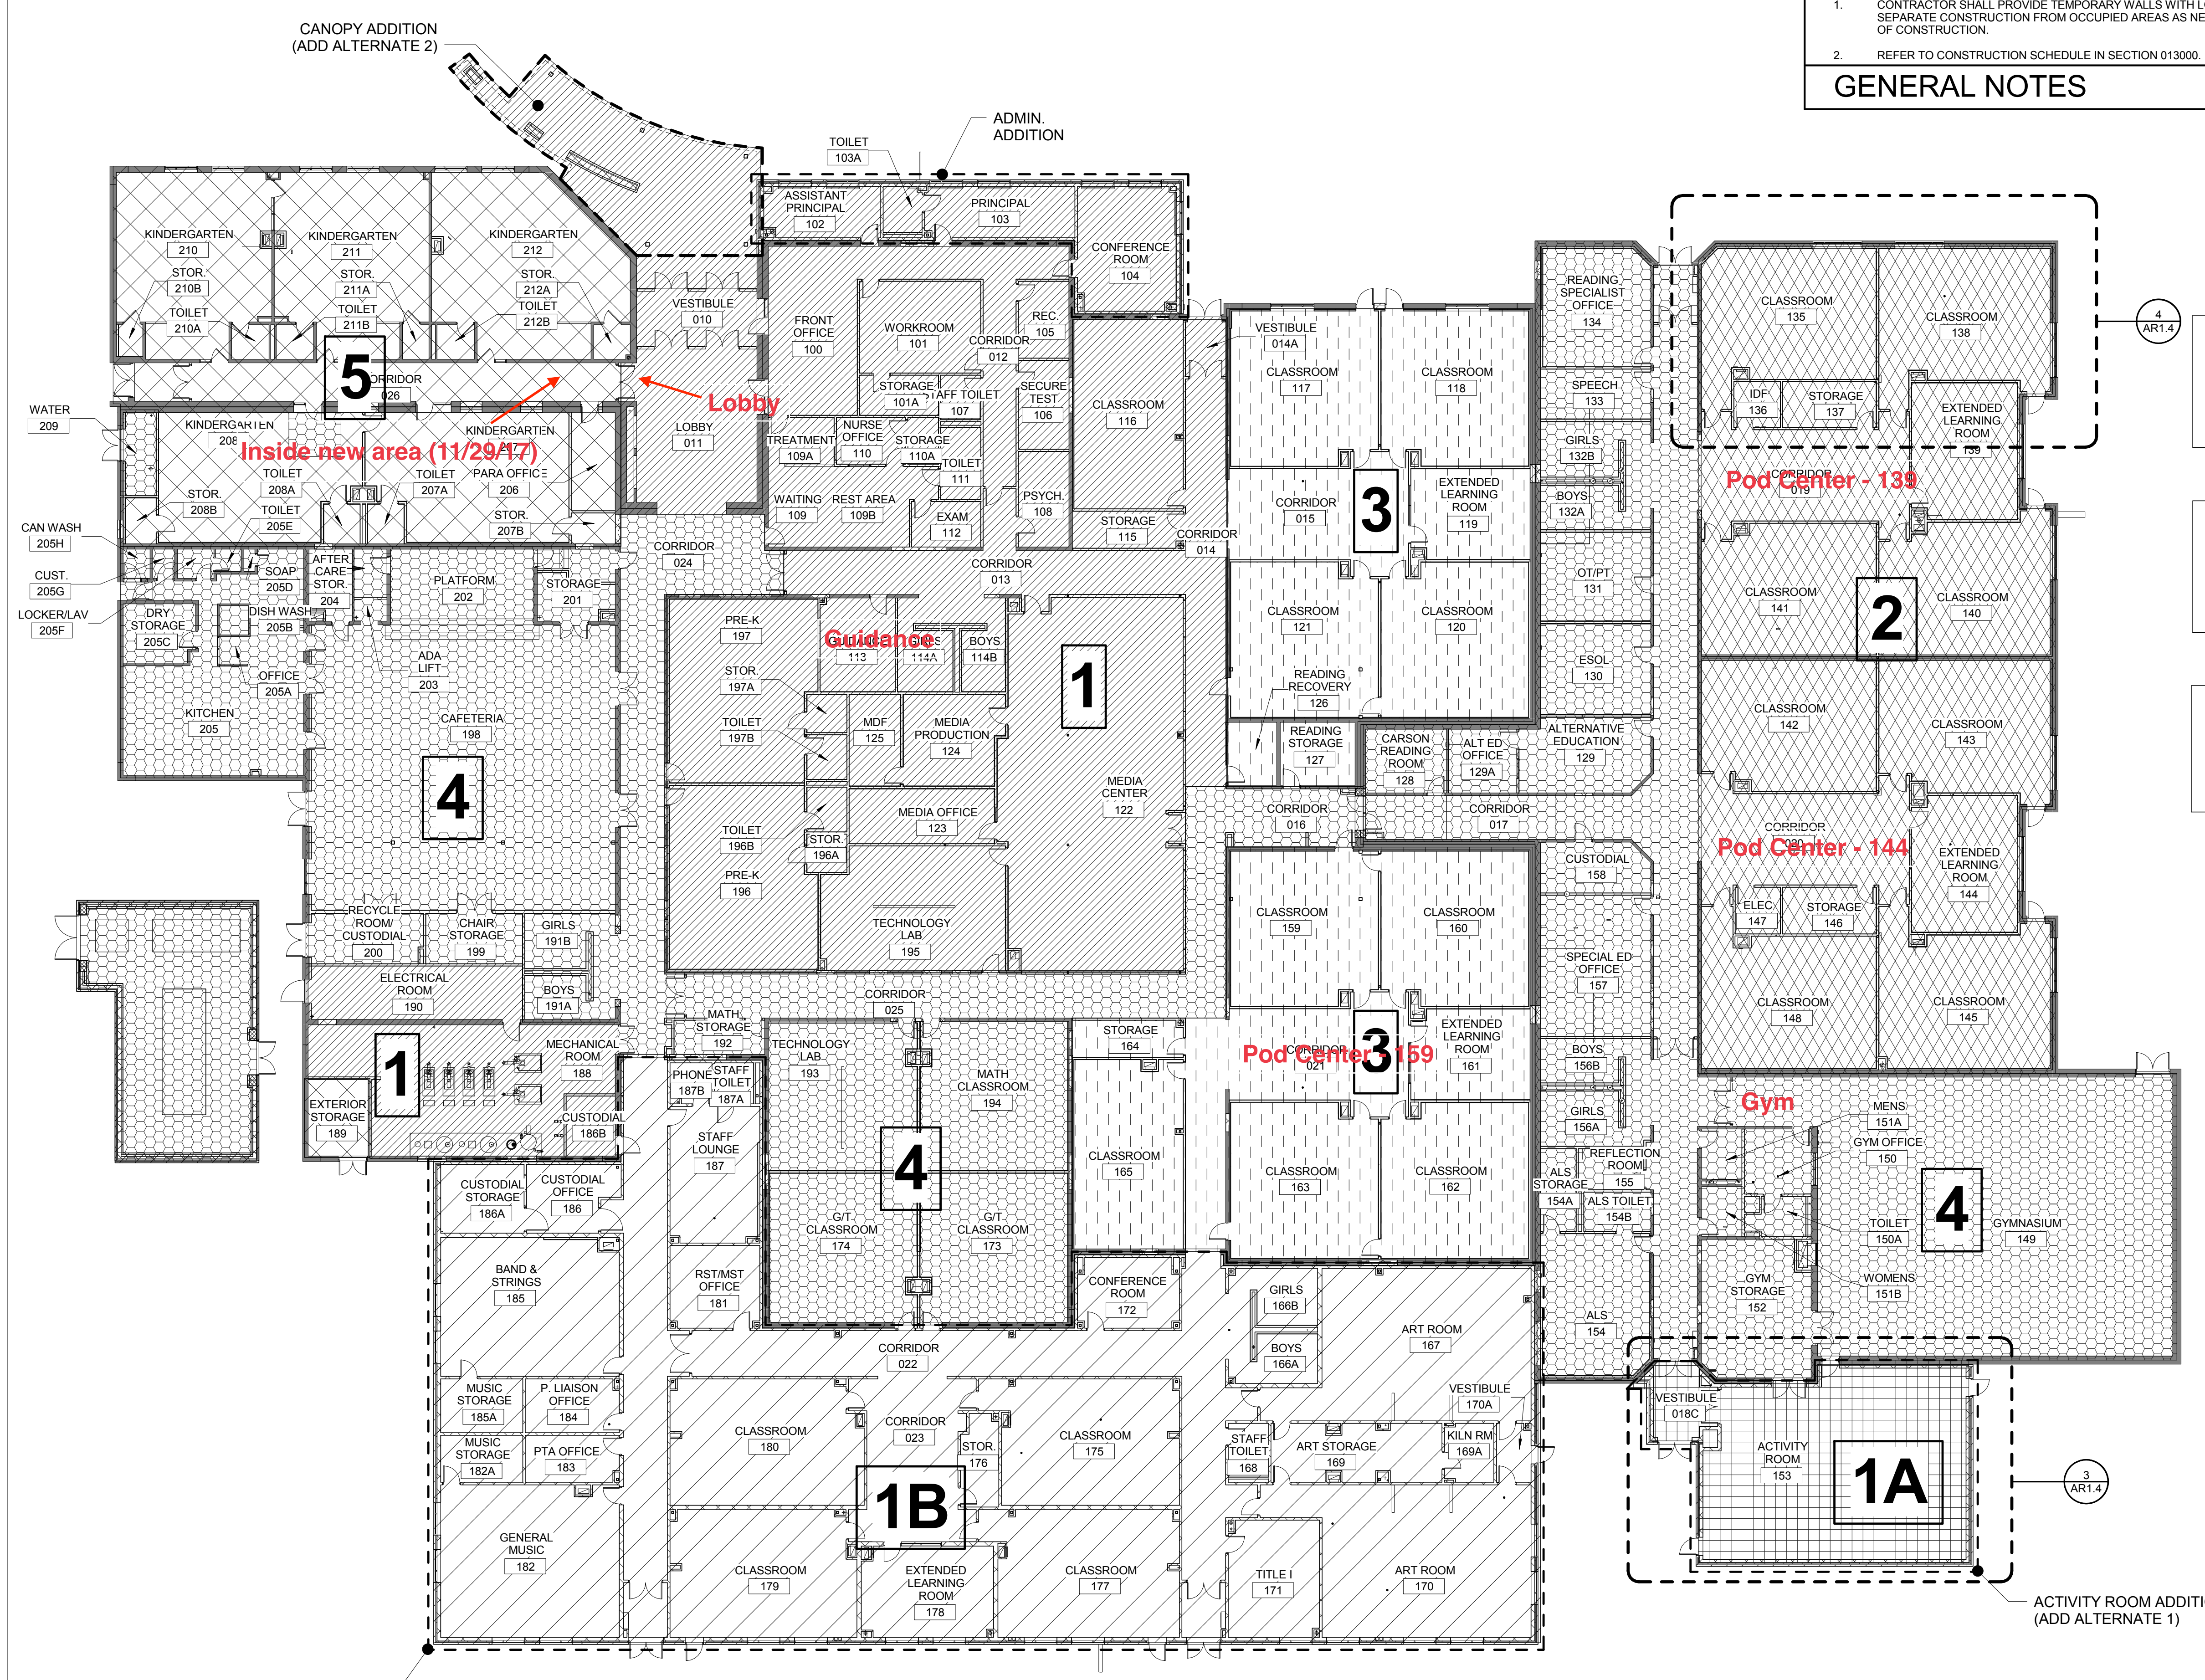 1. CONTRACTOR SHALL PROVIDE TEMPORARY WALLS WITH
SEPARATE CONSTRUCTION FROM OCCUPIED AREAS AS
OF CONSTRUCTION.
2. REFER TO CONSTRUCTION SCHEDULE IN SECTION 013000.
GENERAL NOTES
CANOPY ADDITION
(ADD ALTERNATE 2)
ADMIN.
ADDITION
TOILET
103A
ASSISTANT
PRINCIPAL
102
PRINCIPAL
103
CONFERENCE
ROOM
104
KINDERGARTEN
210
KINDERGARTEN
211
KINDERGARTEN
212
STOR.
210B
STOR.
211A
STOR.
212A
TOILET
210A
TOILET
211B
TOILET
212B
5
CORRIDOR
026
WATER
209
KINDERGARTEN
208
KINDERGARTEN
207
Inside new area (11/29/17)
TOILET
208A
TOILET
207A
PARA OFFICE
206
STOR.
208B
TOILET
205E
STOR.
207B
VESTIBULE
010
Lobby
LOBBY
011
FRONT
OFFICE
100
WORKROOM
101
REC.
105
CORRIDOR
012
STORAGE
101A
STAFF TOILET
107
SECURE
TEST
106
TREATMENT
109A
NURSE
OFFICE
110
STORAGE
110A
TOILET
111
WAITING
109
REST AREA
109B
EXAM
112
PSYCH.
108
CLASSROOM
116
STORAGE
115
CORRIDOR
014
VESTIBULE
014A
CLASSROOM
117
CLASSROOM
118
CORRIDOR
015
3
EXTENDED
LEARNING
ROOM
119
CLASSROOM
121
CLASSROOM
120
READING
RECOVERY
126
READING
STORAGE
127
READING
SPECIALIST
OFFICE
134
SPEECH
133
GIRLS
132B
BOYS
132A
OT/PT
131
ESOL
130
ALTERNATIVE
EDUCATION
129
CARSON
READING
ROOM
128
ALT ED
OFFICE
129A
CORRIDOR
016
CORRIDOR
017
CLASSROOM
135
CLASSROOM
138
IDF
136
STORAGE
137
EXTENDED
LEARNING
ROOM
139
4
AR1.4
CORRIDOR
019
Pod Center - 139
CLASSROOM
141
2
CLASSROOM
140
CLASSROOM
142
CLASSROOM
143
CORRIDOR
020
Pod Center - 144
EXTENDED
LEARNING
ROOM
144
ELEC
147
STORAGE
146
CLASSROOM
148
CLASSROOM
145
CAN WASH
205H
CUST.
205G
LOCKER/LAV
205F
SOAP
205D
DRY
STORAGE
205C
DISH WASH
205B
AFTER
CARE
STOR.
204
PLATFORM
202
STORAGE
201
CORRIDOR
024
CORRIDOR
013
OFFICE
205A
ADA
LIFT
203
KITCHEN
205
CAFETERIA
198
4
PRE-K
197
GUIDANCE
113
Guidance
GIRLS
114A
BOYS
114B
1
STOR.
197A
TOILET
197B
MDF
125
MEDIA
PRODUCTION
124
MEDIA
CENTER
122
MEDIA OFFICE
123
TOILET
196B
STOR.
196A
PRE-K
196
TECHNOLOGY
LAB
195
RECYCLE
ROOM/
CUSTODIAL
200
CHAIR
STORAGE
199
GIRLS
191B
BOYS
191A
ELECTRICAL
ROOM
190
1
MECHANICAL
ROOM
188
EXTERIOR
STORAGE
189
CUSTODIAL
186B
CORRIDOR
025
MATH
STORAGE
192
TECHNOLOGY
LAB
193
MATH
CLASSROOM
194
4
G/T
CLASSROOM
174
G/T
CLASSROOM
173
PHONE
187B
STAFF
TOILET
187A
STAFF
LOUNGE
187
RST/MST
OFFICE
181
STORAGE
164
CLASSROOM
165
CLASSROOM
159
CLASSROOM
160
CORRIDOR
021
Pod Center - 159
3
EXTENDED
LEARNING
ROOM
161
CLASSROOM
163
CLASSROOM
162
CUSTODIAL
158
SPECIAL ED
OFFICE
157
BOYS
156B
GIRLS
156A
REFLECTION
ROOM
155
ALS
STORAGE
154A
ALS TOILET
154B
ALS
154
Gym
MENS
151A
GYM OFFICE
150
TOILET
150A
WOMENS
151B
4
GYMNASIUM
149
GYM
STORAGE
152
VESTIBULE
018C
ACTIVITY
ROOM
153
1A
3
AR1.4
ACTIVITY ROOM
(ADD ALTERNATE 1)
CUSTODIAL
STORAGE
186A
CUSTODIAL
OFFICE
186
BAND &
STRINGS
185
MUSIC
STORAGE
185A
P. LIAISON
OFFICE
184
MUSIC
STORAGE
182A
PTA OFFICE
183
GENERAL
MUSIC
182
CONFERENCE
ROOM
172
CORRIDOR
022
CLASSROOM
180
CORRIDOR
023
STOR.
176
CLASSROOM
175
1B
CLASSROOM
179
EXTENDED
LEARNING
ROOM
178
CLASSROOM
177
GIRLS
166B
BOYS
166A
ART ROOM
167
VESTIBULE
170A
STAFF
TOILET
168
ART STORAGE
169
KILN RM
169A
TITLE I
171
ART ROOM
170